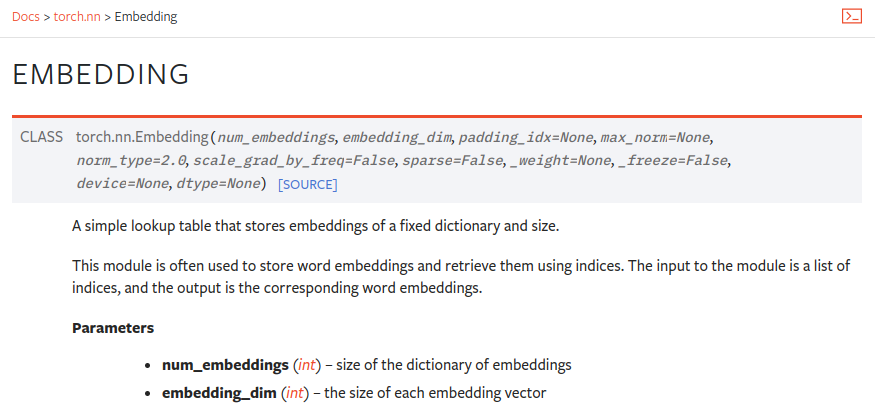 Docs > torch.nn > Embedding
EMBEDDING
CLASS torch.nn.Embedding(num_embeddings, embedding_dim, padding_idx=None, max_norm=None,
norm_type=2.0, scale_grad_by_freq=False, sparse=False, _weight=None, _freeze=False,
device=None, dtype=None) [SOURCE]
A simple lookup table that stores embeddings of a fixed dictionary and size.
This module is often used to store word embeddings and retrieve them using indices. The input to the module is a list of
indices, and the output is the corresponding word embeddings.
Parameters
• num_embeddings (int) – size of the dictionary of embeddings
• embedding_dim (int) – the size of each embedding vector